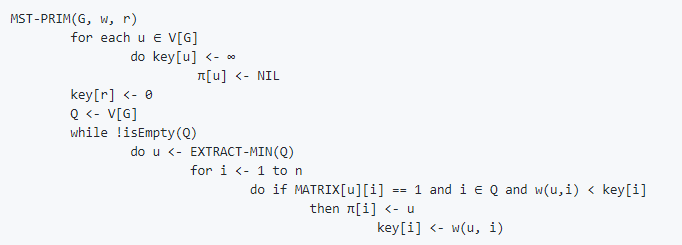 MST-PRIM(G, w, r)
for each u ∈ V[G]
do key[u] <- ∞
π[u] <- NIL
key[r] <- 0
Q <- V[G]
while !isEmpty(Q)
do u <- EXTRACT-MIN(Q)
for i <- 1 to n
do if MATRIX[u][i] == 1 and i ∈ Q and w(u,i) < key[i]
then π[i] <- u
key[i] <- w(u, i)